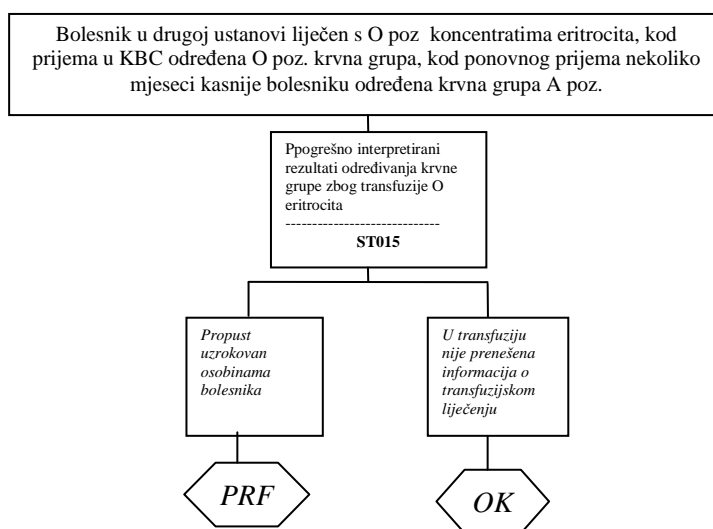 Bolesnik u drugoj ustanovi liječen s O poz koncentratima eritrocita, kod
prijema u KBC određena O poz. krvna grupa, kod ponovnog prijema nekoliko
mjeseci kasnije bolesniku određena krvna grupa A poz.
Ppogrešno interpretirani
rezultati određivanja krvne
grupe zbog transfuzije O
eritrocita
-----------------------------
ST015
Propust
uzrokovan
osobinama
bolesnika
U transfuziju
nije prenešena
informacija o
transfuzijskom
liječenju
PRF
OK